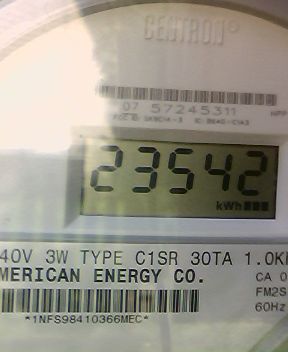 CENTRON®
07 57245311
23542
kWh
40V 3W TYPE C1SR 30TA 1.0K
MERICAN ENERGY CO.
CA 0
FM2S
60Hz
*1NFS98410366MEC*